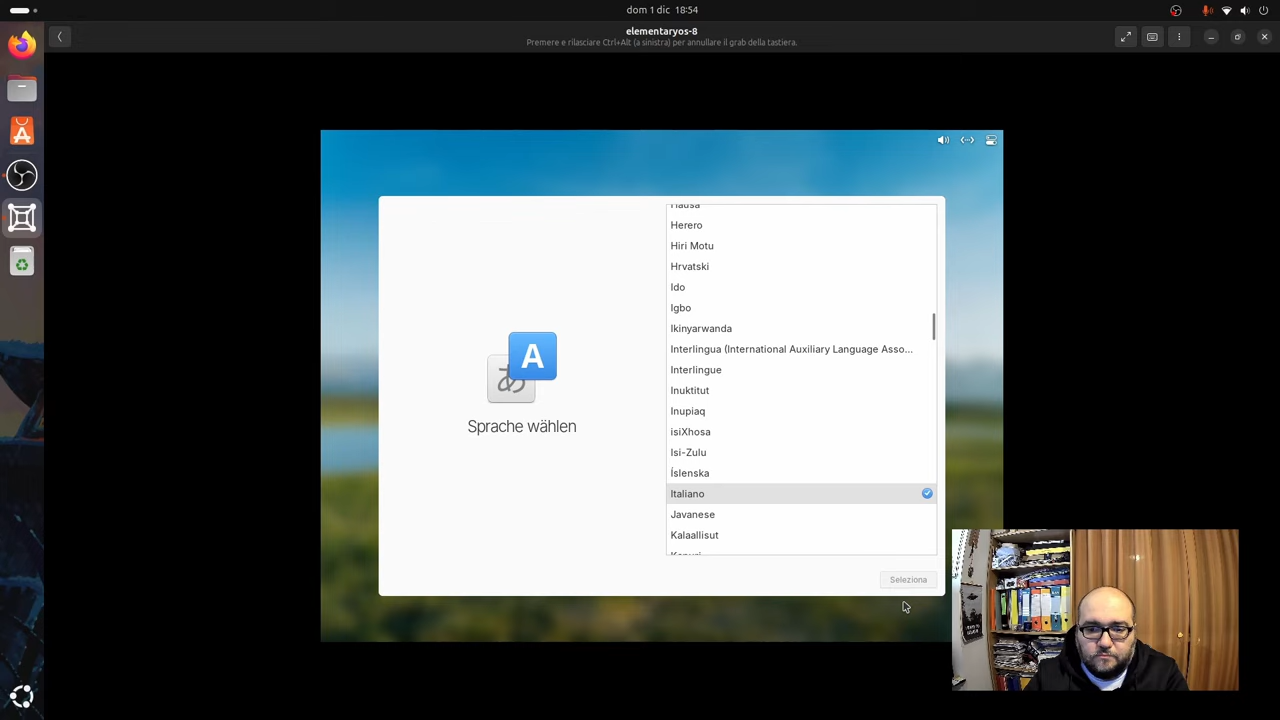 dom 1 dic 18:54
elementaryos-8
Premere e rilasciare Ctrl+Alt (a sinistra) per annullare il grab della tastiera.
Hausa
Herero
Hiri Motu
Hrvatski
Ido
Igbo
Ikinyarwanda
Interlingua (International Auxiliary Language Asso...
Interlingue
Inuktitut
Inupiaq
isiXhosa
Isi-Zulu
Íslenska
Italiano
Javanese
Kalaallisut
A
あ
Sprache wählen
Seleziona